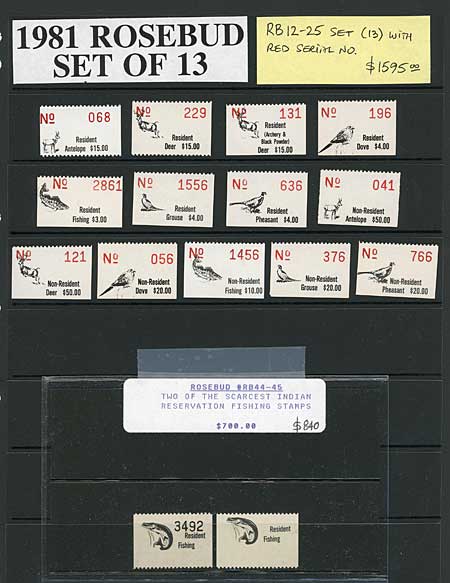 1981 ROSEBUD
SET OF 13
RB12-25 SET (13) WITH
RED SERIAL NO.
$1595.00
No 068
Resident
Antelope $15.00
No 229
Resident
Deer $15.00
No 131
Resident
(Archery &
Black Powder)
Deer $15.00
No 196
Resident
Dove $4.00
No 2861
Resident
Fishing $3.00
No 1556
Resident
Grouse $4.00
No 636
Resident
Pheasant $4.00
No 041
Non-Resident
Antelope $50.00
No 121
Non-Resident
Deer $50.00
No 056
Non-Resident
Dove $20.00
No 1456
Non-Resident
Fishing $10.00
No 376
Non-Resident
Grouse $20.00
No 766
Non-Resident
Pheasant $20.00
ROSEBUD #RB44-45
TWO OF THE SCARCEST INDIAN
RESERVATION FISHING STAMPS
$700.00 $840
3492
Resident
Fishing
Resident
Fishing